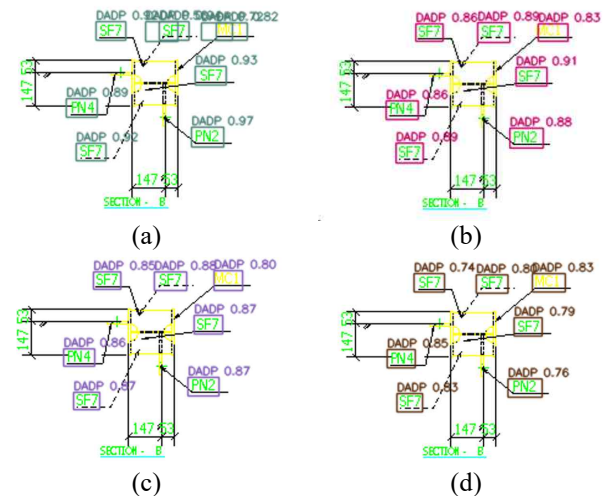 DADP
SF7
SF7
MC1
DADP 0.93
SF7
DADP 0.89
PN4
DADP 0.97
PN2
DADP 0.92
SF7
147 53
147 53
SECTION - B
(a)
DADP 0.86 DADP 0.89 DADP 0.83
SF7 SF7 MC1
DADP 0.91
SF7
DADP 0.86
PN4
DADP 0.88
PN2
DADP 0.89
SF7
147 53
147 53
SECTION - B
(b)
DADP 0.85 DADP 0.88 DADP 0.80
SF7 SF7 MC1
DADP 0.87
SF7
DADP 0.86
PN4
DADP 0.87
PN2
DADP 0.87
SF7
147 53
147 53
SECTION - B
(c)
DADP 0.74 DADP 0.80 DADP 0.83
SF7 SF7 MC1
DADP 0.79
SF7
DADP 0.85
PN4
DADP 0.76
PN2
DADP 0.83
SF7
147 53
147 53
SECTION - B
(d)